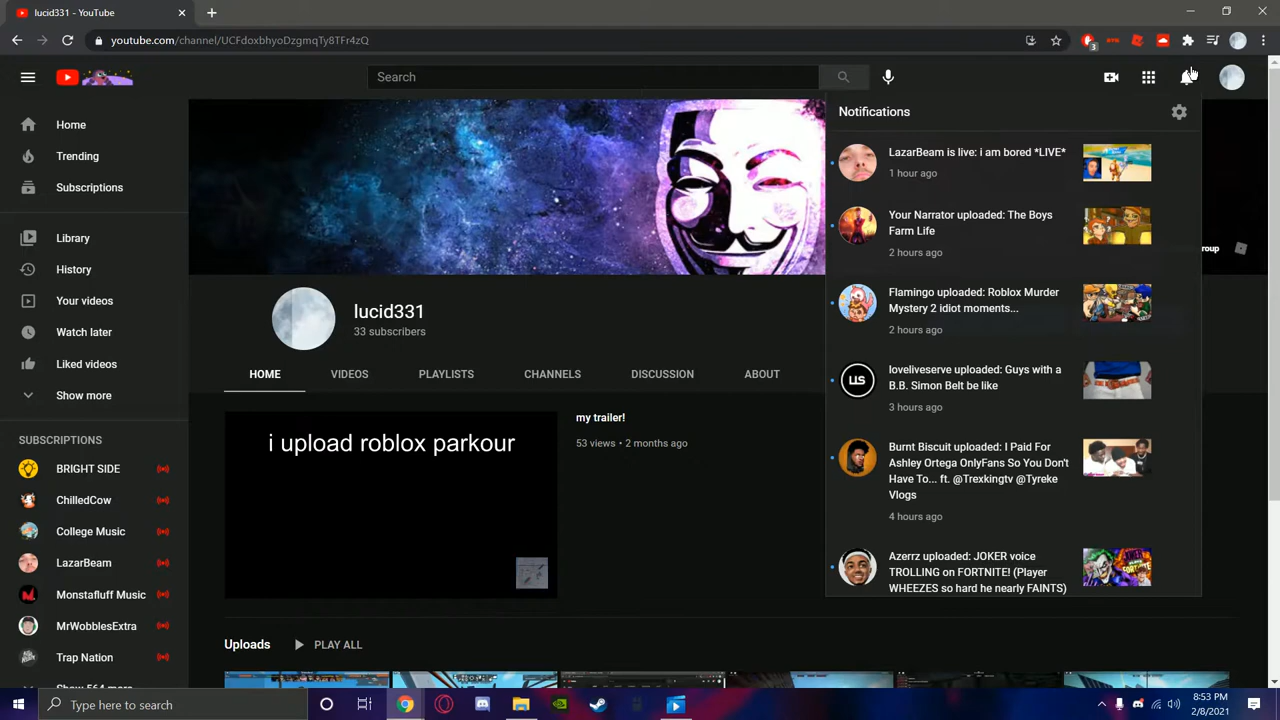 lucid331 - YouTube
youtube.com/channel/UCFdoxbhyoDzgmqTy8TFr4zQ
3
Search
Home
Trending
Subscriptions
Library
History
Your videos
Watch later
Liked videos
Show more
SUBSCRIPTIONS
BRIGHT SIDE
ChilledCow
College Music
LazarBeam
Monstafluff Music
MrWobblesExtra
Trap Nation
lucid331
33 subscribers
HOME
VIDEOS
PLAYLISTS
CHANNELS
DISCUSSION
ABOUT
i upload roblox parkour
my trailer!
53 views • 2 months ago
Uploads
PLAY ALL
Notifications
LazarBeam is live: i am bored *LIVE*
1 hour ago
Your Narrator uploaded: The Boys
Farm Life
2 hours ago
Flamingo uploaded: Roblox Murder
Mystery 2 idiot moments...
2 hours ago
LLS
loveliveserve uploaded: Guys with a
B.B. Simon Belt be like
3 hours ago
Burnt Biscuit uploaded: I Paid For
Ashley Ortega OnlyFans So You Don't
Have To... ft. @Trexkingtv @Tyreke
Vlogs
4 hours ago
Azerrz uploaded: JOKER voice
TROLLING on FORTNITE! (Player
WHEEZES so hard he nearly FAINTS)
Type here to search
8:53 PM
2/8/2021